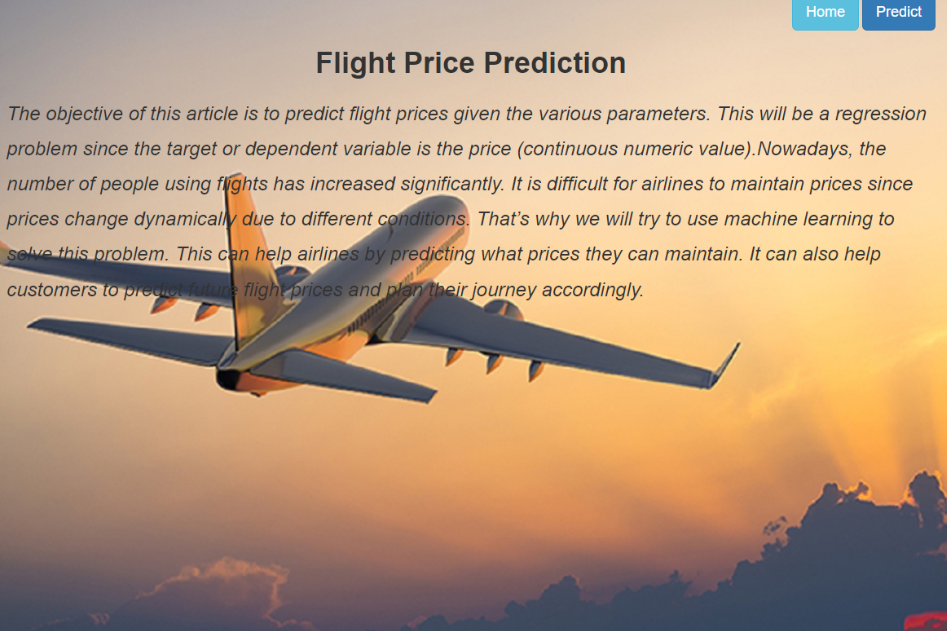 Home Predict
Flight Price Prediction
The objective of this article is to predict flight prices given the various parameters. This will be a regression
problem since the target or dependent variable is the price (continuous numeric value).Nowadays, the
number of people using flights has increased significantly. It is difficult for airlines to maintain prices since
prices change dynamically due to different conditions. That’s why we will try to use machine learning to
solve this problem. This can help airlines by predicting what prices they can maintain. It can also help
customers to predict future flight prices and plan their journey accordingly.